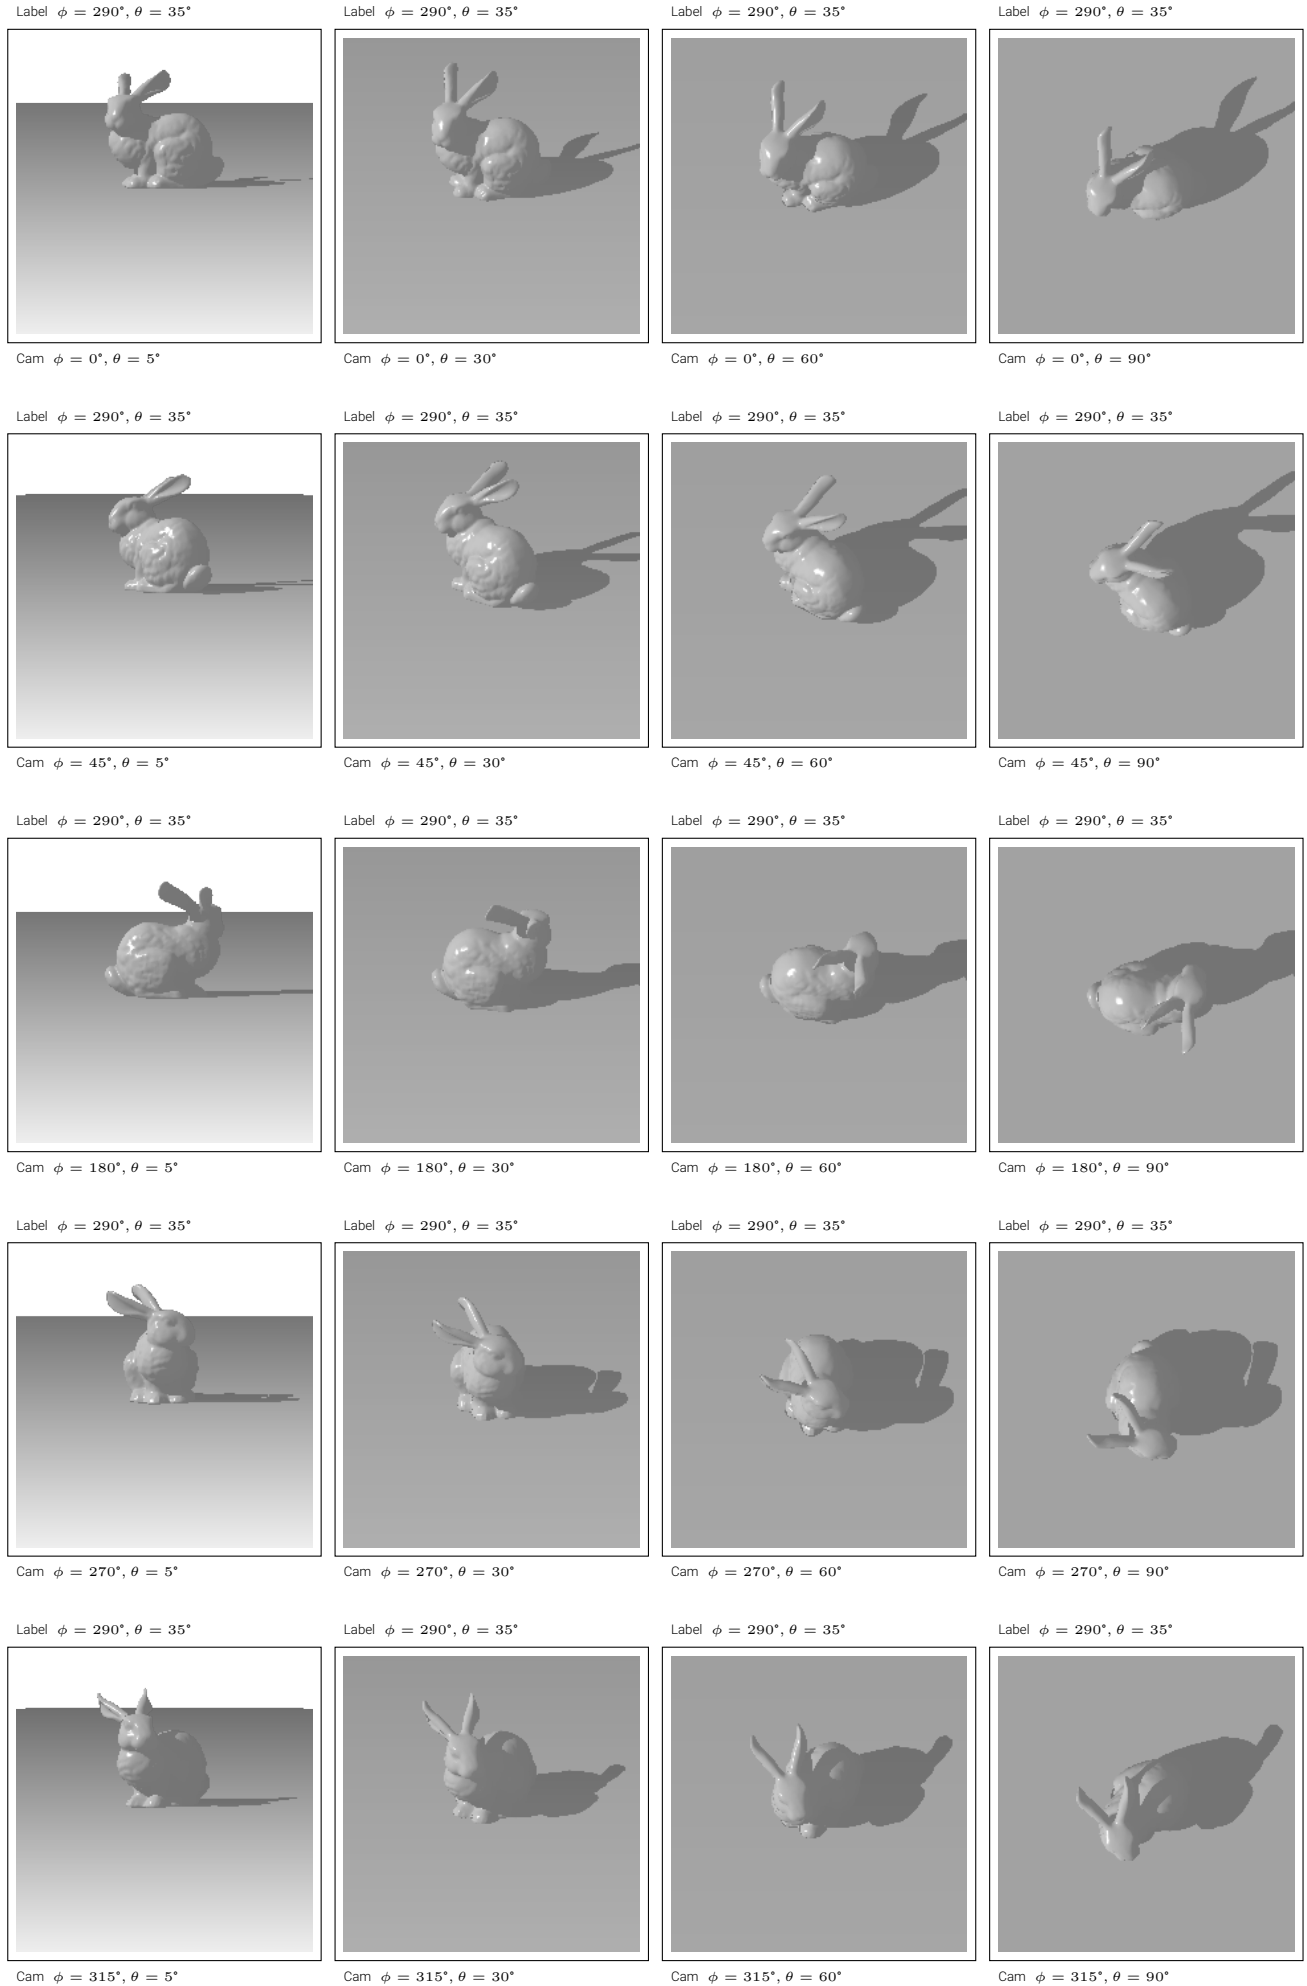 Label ϕ = 290°, θ = 35° Label ϕ = 290°, θ = 35° Label ϕ = 290°, θ = 35° Label ϕ = 290°, θ = 35°
Cam ϕ = 0°, θ = 5° Cam ϕ = 0°, θ = 30° Cam ϕ = 0°, θ = 60° Cam ϕ = 0°, θ = 90°
Label ϕ = 290°, θ = 35° Label ϕ = 290°, θ = 35° Label ϕ = 290°, θ = 35° Label ϕ = 290°, θ = 35°
Cam ϕ = 45°, θ = 5° Cam ϕ = 45°, θ = 30° Cam ϕ = 45°, θ = 60° Cam ϕ = 45°, θ = 90°
Label ϕ = 290°, θ = 35° Label ϕ = 290°, θ = 35° Label ϕ = 290°, θ = 35° Label ϕ = 290°, θ = 35°
Cam ϕ = 180°, θ = 5° Cam ϕ = 180°, θ = 30° Cam ϕ = 180°, θ = 60° Cam ϕ = 180°, θ = 90°
Label ϕ = 290°, θ = 35° Label ϕ = 290°, θ = 35° Label ϕ = 290°, θ = 35° Label ϕ = 290°, θ = 35°
Cam ϕ = 270°, θ = 5° Cam ϕ = 270°, θ = 30° Cam ϕ = 270°, θ = 60° Cam ϕ = 270°, θ = 90°
Label ϕ = 290°, θ = 35° Label ϕ = 290°, θ = 35° Label ϕ = 290°, θ = 35° Label ϕ = 290°, θ = 35°
Cam ϕ = 315°, θ = 5° Cam ϕ = 315°, θ = 30° Cam ϕ = 315°, θ = 60° Cam ϕ = 315°, θ = 90°